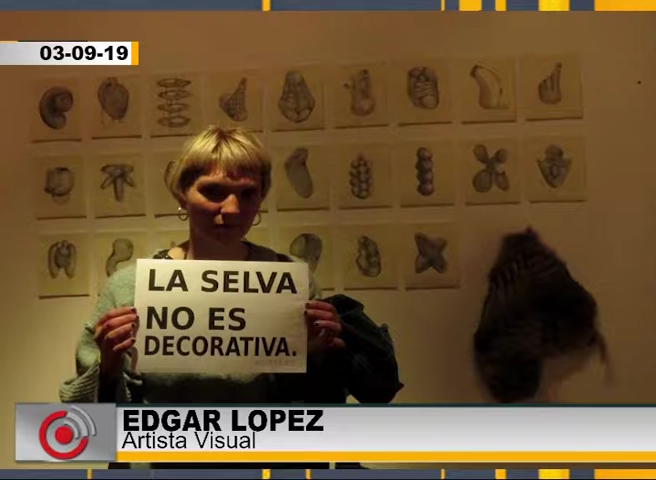 03-09-19
LA SELVA
NO ES
DECORATIVA.
EDGAR LOPEZ
Artista Visual